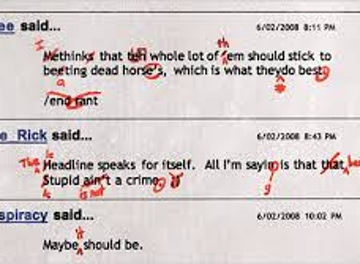 ee said... 6/02/2008 8:11 PM
Methinks that teh whole lot of 'em should stick to
beeting dead horse's, which is what theydo best.
/end rant
e Rick said... 6/02/2008 8:43 PM
Headline speaks for itself. All I'm sayin is that that
Stupid ain't a crime.
is not
spiracy said... 6/02/2008 10:02 PM
it
Maybe should be.